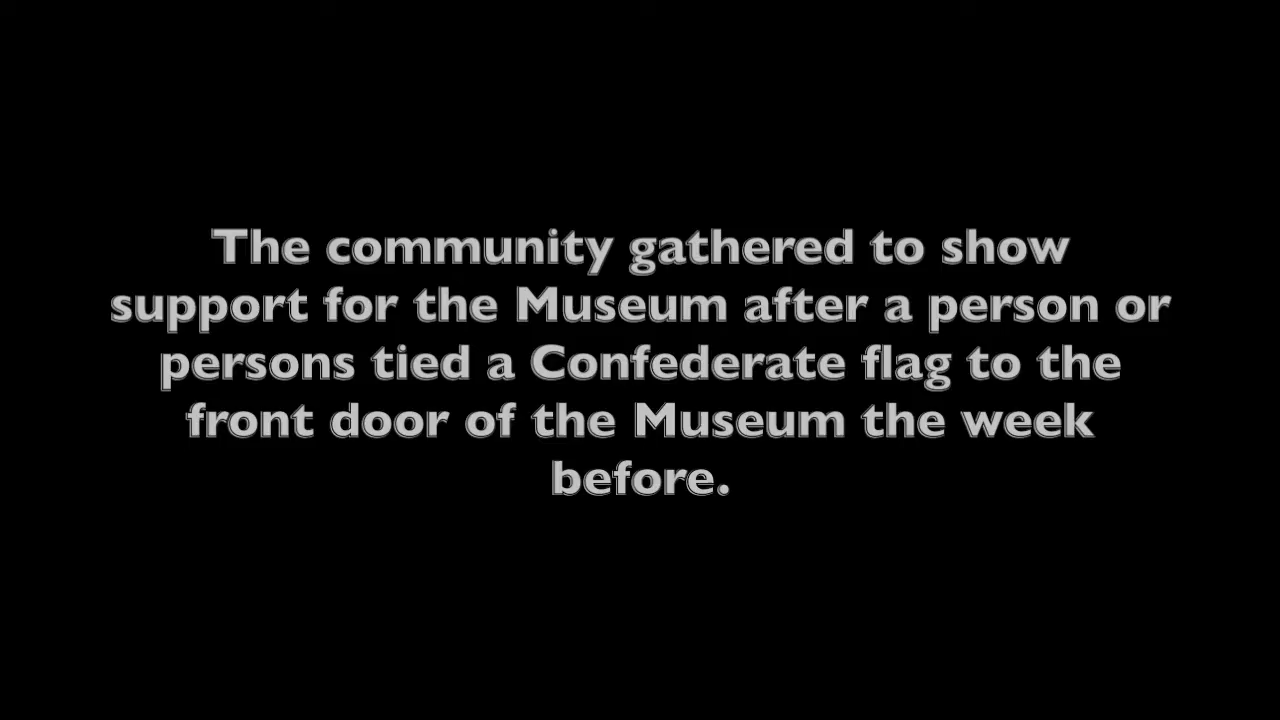 The community gathered to show
support for the Museum after a person or
persons tied a Confederate flag to the
front door of the Museum the week
before.